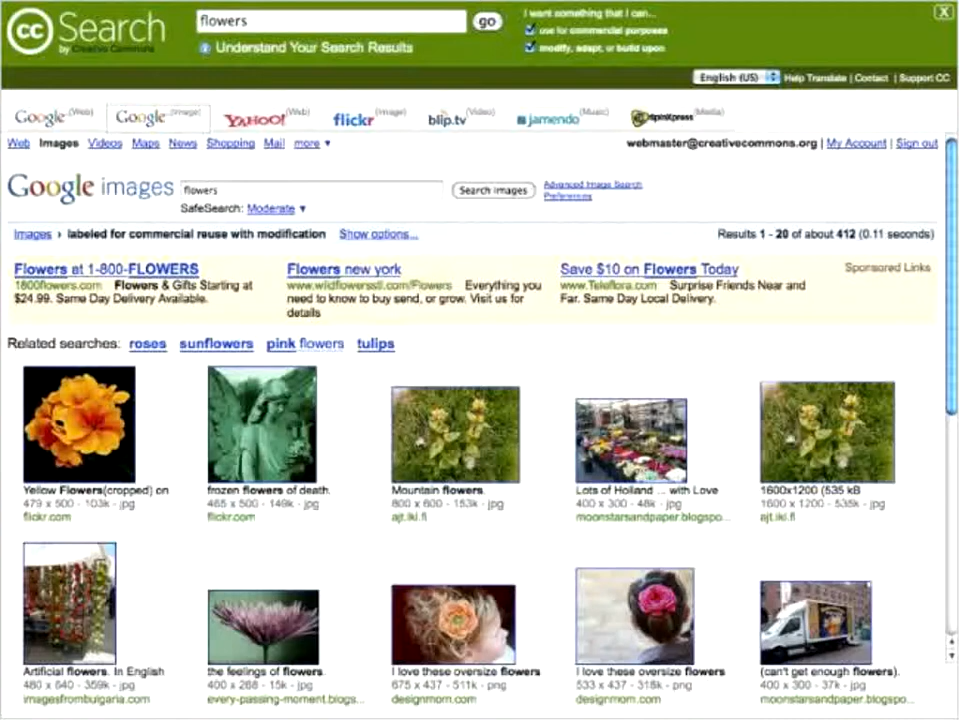 cc Search
by Creative Commons
flowers
go
Understand Your Search Results
I want something that I can...
use for commercial purposes
modify, adapt, or build upon
X
English (US)
Help Translate | Contact | Support CC
Google (Web)
Google (Image)
YAHOO! (Web)
flickr (Image)
blip.tv (Video)
jamendo (Music)
SpinXpress (Media)
Web Images Videos Maps News Shopping Mail more ▼
webmaster@creativecommons.org | My Account | Sign out
Google images
flowers
Search Images
Advanced Image Search
Preferences
SafeSearch: Moderate ▼
Images › labeled for commercial reuse with modification Show options...
Results 1 - 20 of about 412 (0.11 seconds)
Flowers at 1-800-FLOWERS
1800flowers.com Flowers & Gifts Starting at
$24.99. Same Day Delivery Available.
Flowers new york
www.wildflowersstl.com/Flowers Everything you
need to know to buy send, or grow. Visit us for
details
Save $10 on Flowers Today
www.Teleflora.com Surprise Friends Near and
Far. Same Day Local Delivery.
Sponsored Links
Related searches: roses sunflowers pink flowers tulips
Yellow Flowers(cropped) on
479 x 500 - 103k - jpg
flickr.com
frozen flowers of death.
465 x 500 - 149k - jpg
flickr.com
Mountain flowers.
800 x 600 - 153k - jpg
ajt.iki.fi
Lots of Holland ... with Love
400 x 300 - 48k - jpg
moonstarsandpaper.blogspo...
1600x1200 (535 kB
1600 x 1200 - 535k - jpg
ajt.iki.fi
Artificial flowers. In English
480 x 640 - 359k - jpg
imagesfrombulgaria.com
the feelings of flowers.
400 x 268 - 15k - jpg
every-passing-moment.blogs...
I love these oversize flowers
675 x 437 - 511k - png
designmom.com
I love these oversize flowers
533 x 437 - 318k - png
designmom.com
(can't get enough flowers).
400 x 300 - 37k - jpg
moonstarsandpaper.blogspo...